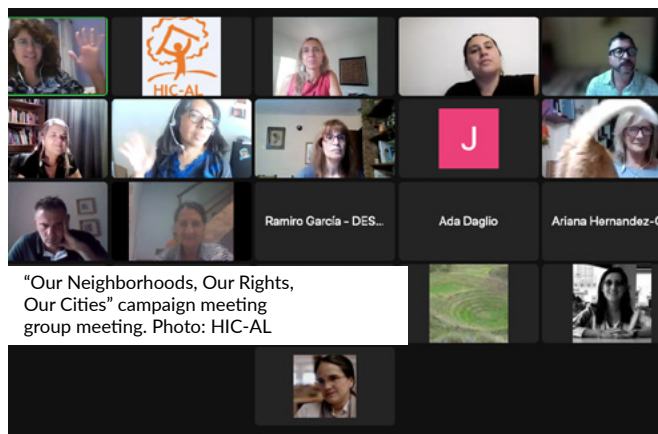 HIC-AL
J
Ramiro García - DES...
Ada Daglio
Ariana Hernandez-
“Our Neighborhoods, Our Rights,
Our Cities” campaign meeting
group meeting. Photo: HIC-AL